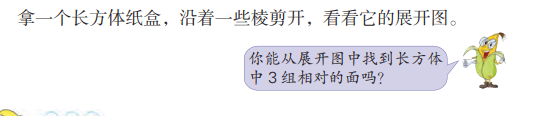 拿一个长方体纸盒，沿着一些棱剪开，看看它的展开图。
你能从展开图中找到长方体
中3组相对的面吗？